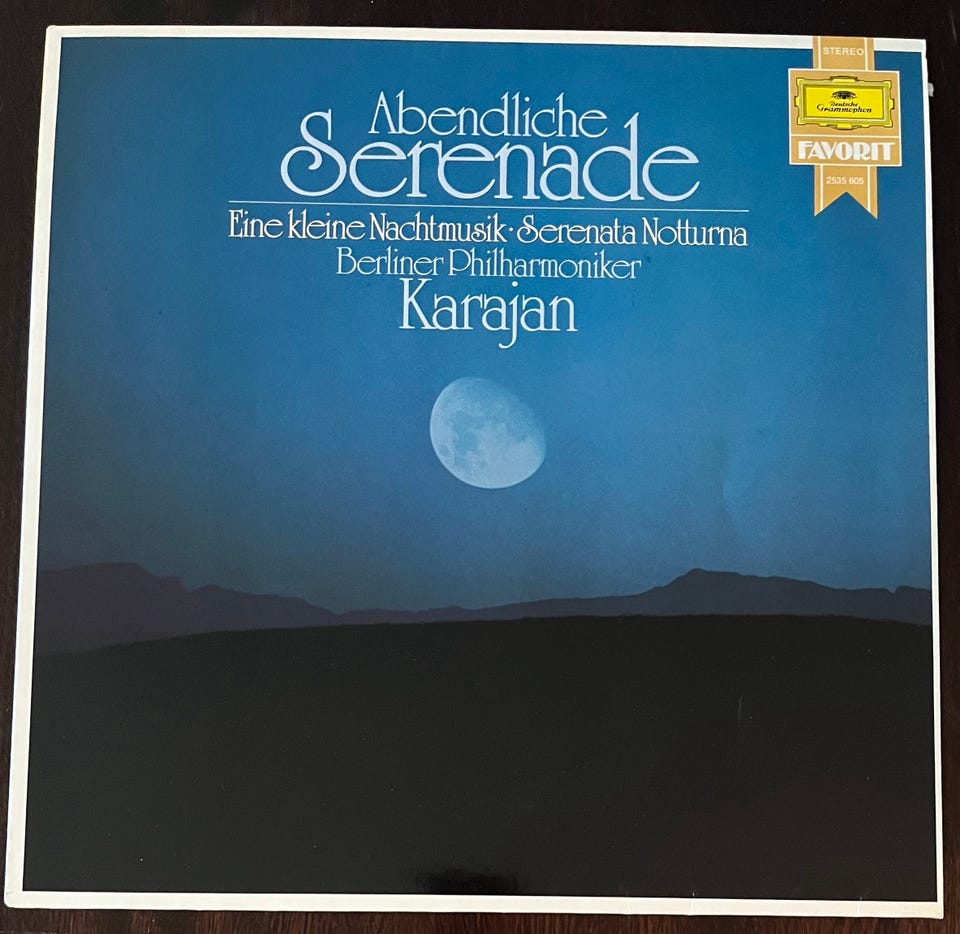 STEREO
Deutsche
Grammophon
FAVORIT
2535 605
Abendliche
Serenade
Eine kleine Nachtmusik · Serenata Notturna
Berliner Philharmoniker
Karajan